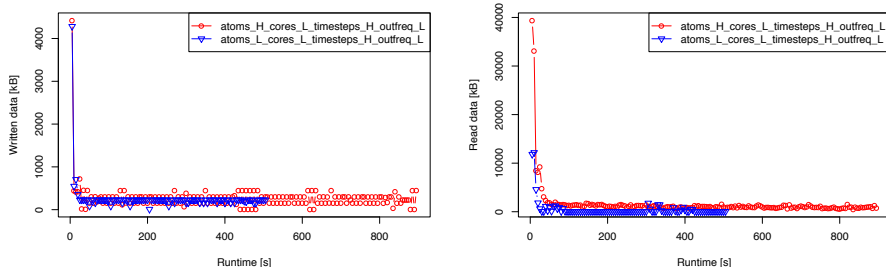 atoms_H_cores_L_timesteps_H_outfreq_L
atoms_L_cores_L_timesteps_H_outfreq_L
Written data [kB]
0
1000
2000
3000
4000
0
200
400
600
800
Runtime [s]
atoms_H_cores_L_timesteps_H_outfreq_L
atoms_L_cores_L_timesteps_H_outfreq_L
Read data [kB]
0
10000
20000
30000
40000
0
200
400
600
800
Runtime [s]